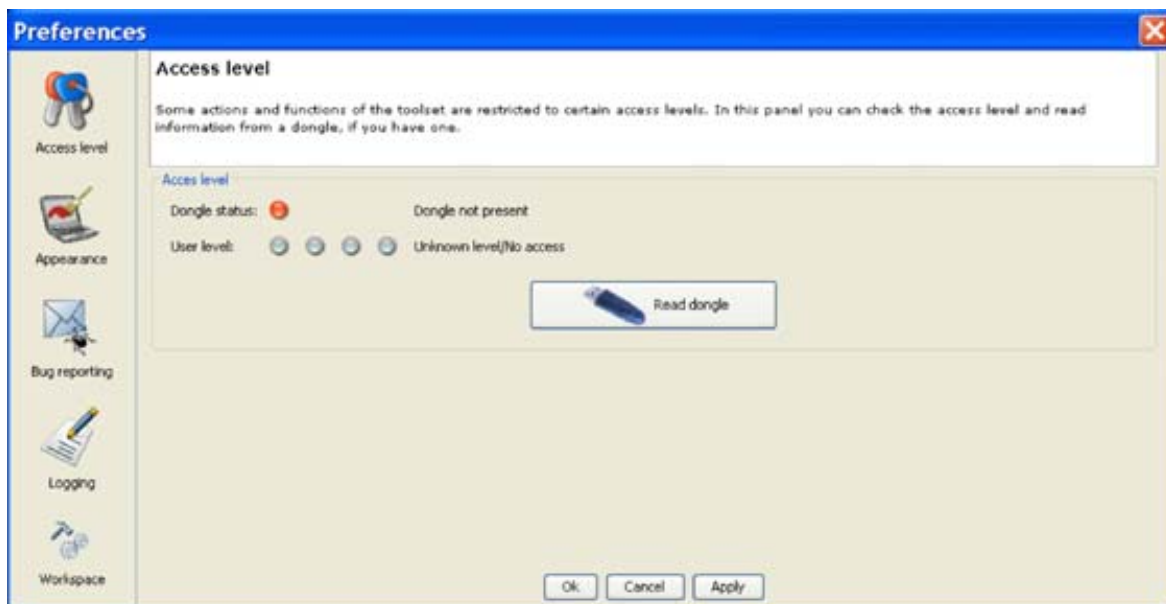 Preferences
Access level
Some actions and functions of the toolset are restricted to certain access levels. In this panel you can check the access level and read
information from a dongle, if you have one.
Access level
Acces level
Dongle status: Dongle not present
User level: Unknown level/No access
Read dongle
Appearance
Bug reporting
Logging
Workspace
Ok Cancel Apply